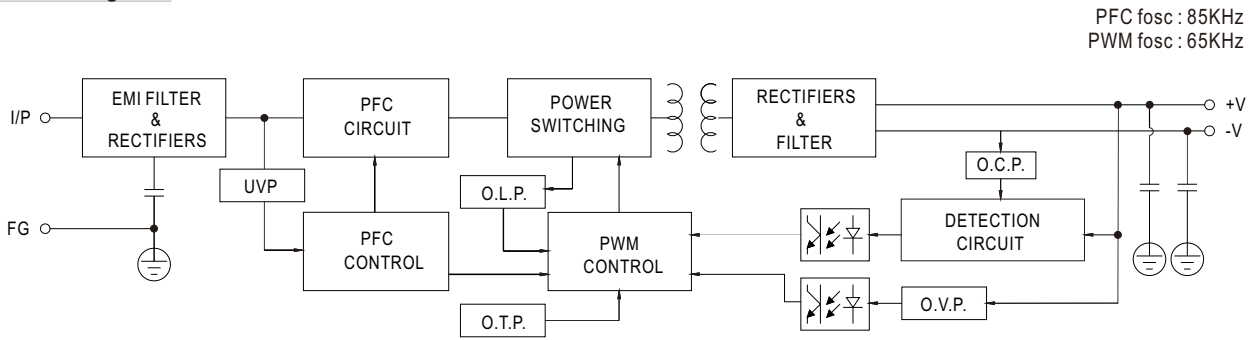 PFC fosc : 85KHz
PWM fosc : 65KHz
I/P
EMI FILTER
&
RECTIFIERS
PFC
CIRCUIT
POWER
SWITCHING
RECTIFIERS
&
FILTER
+V
-V
UVP
O.L.P.
O.C.P.
FG
PFC
CONTROL
PWM
CONTROL
DETECTION
CIRCUIT
O.T.P.
O.V.P.